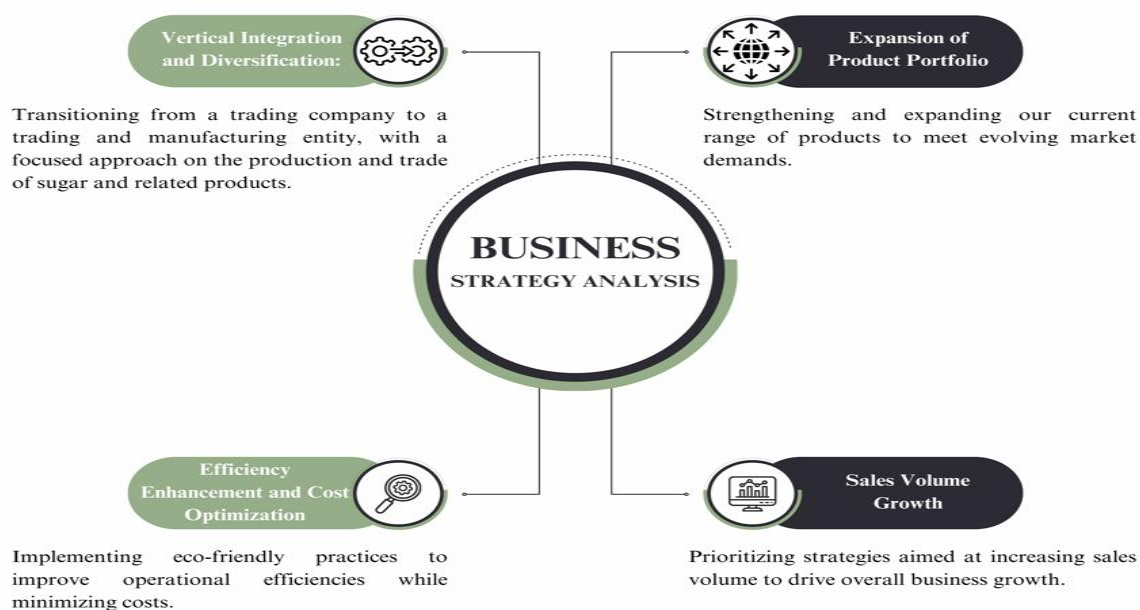 Vertical Integration
and Diversification:
Transitioning from a trading company to a
trading and manufacturing entity, with a
focused approach on the production and trade
of sugar and related products.
Expansion of
Product Portfolio
Strengthening and expanding our current
range of products to meet evolving market
demands.
BUSINESS
STRATEGY ANALYSIS
Efficiency
Enhancement and Cost
Optimization
Implementing eco-friendly practices to
improve operational efficiencies while
minimizing costs.
Sales Volume
Growth
Prioritizing strategies aimed at increasing sales
volume to drive overall business growth.